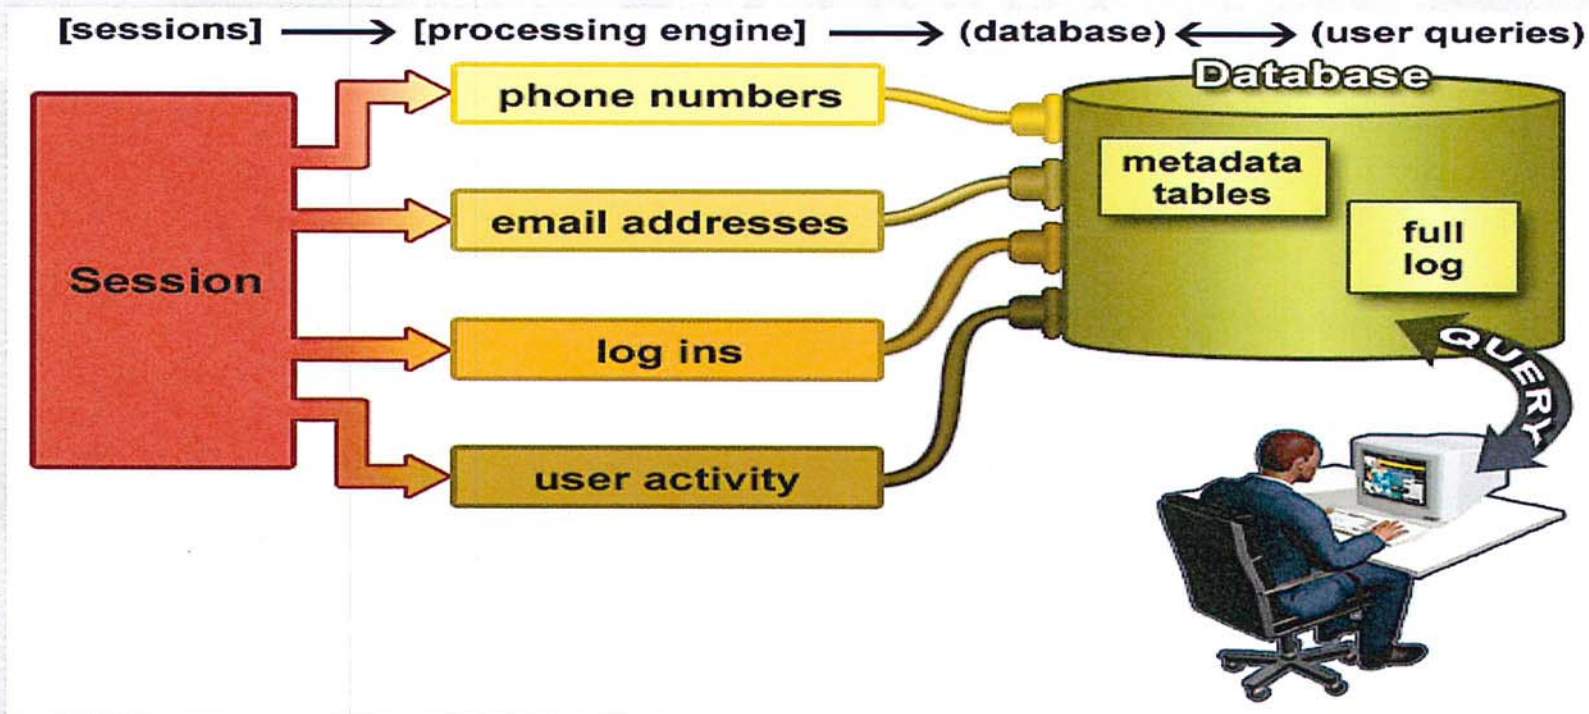 [sessions] → [processing engine] → (database) ↔ (user queries)
Database
phone numbers
metadata
tables
email addresses
full
log
Session
log ins
QUERY
user activity